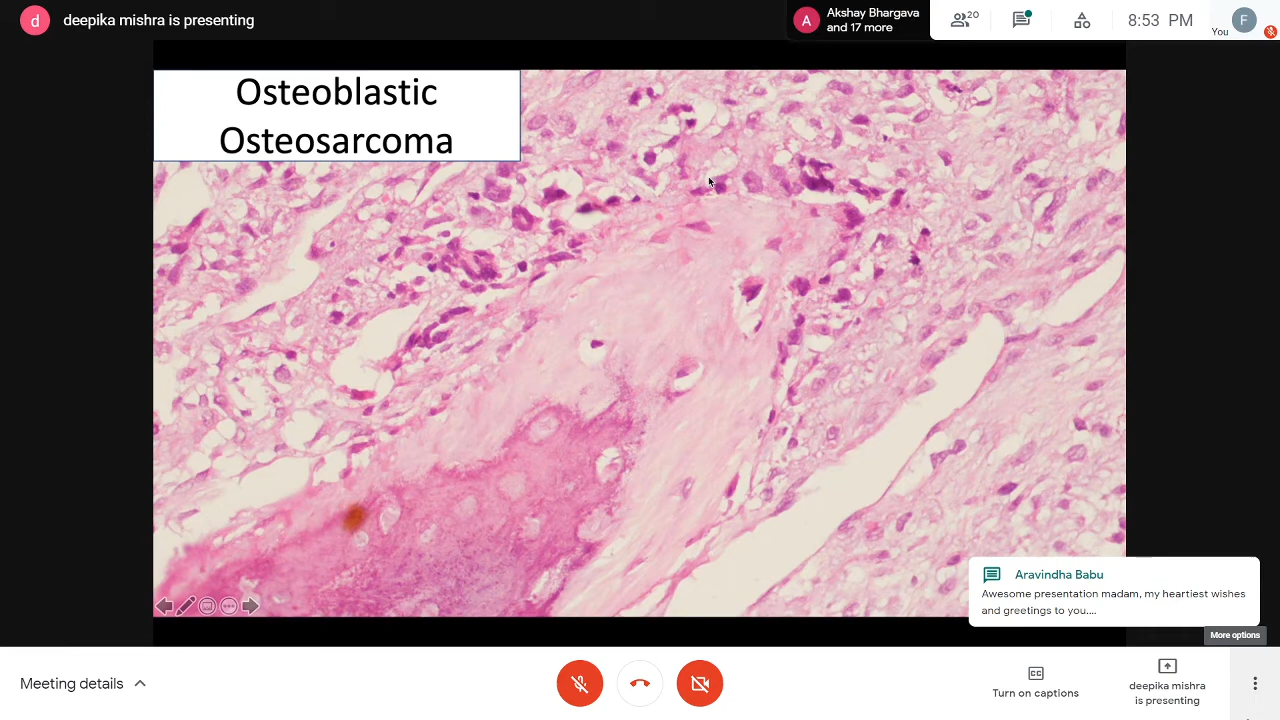 d deepika mishra is presenting
A Akshay Bhargava
and 17 more
20
8:53 PM
You
F
Osteoblastic
Osteosarcoma
Aravindha Babu
Awesome presentation madam, my heartiest wishes
and greetings to you....
More options
Meeting details
Turn on captions
deepika mishra
is presenting